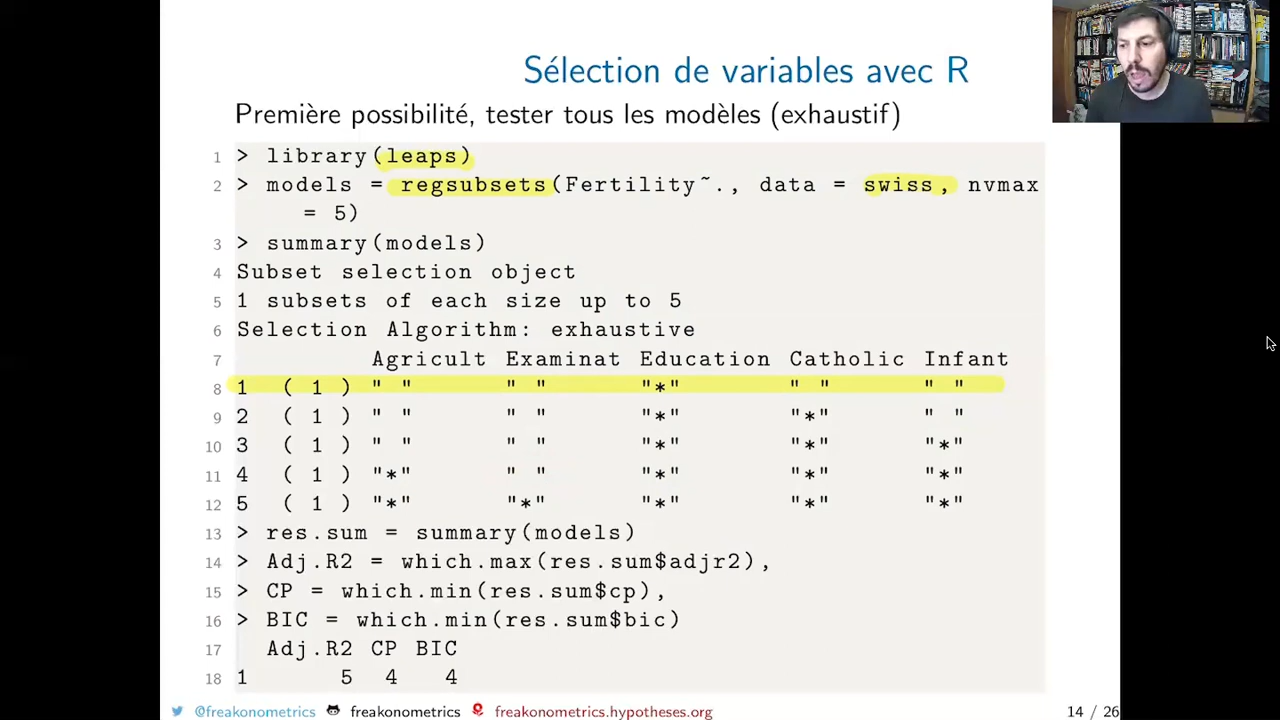 Sélection de variables avec R
Première possibilité, tester tous les modèles (exhaustif)
1 > library(leaps)
2 > models = regsubsets(Fertility~., data = swiss, nvmax
= 5)
3 > summary(models)
4 Subset selection object
5 1 subsets of each size up to 5
6 Selection Algorithm: exhaustive
7 Agricult Examinat Education Catholic Infant
8 1 ( 1 ) " " " " "*" " " " "
9 2 ( 1 ) " " " " "*" "*" " "
10 3 ( 1 ) " " " " "*" "*" "*"
11 4 ( 1 ) "*" " " "*" "*" "*"
12 5 ( 1 ) "*" "*" "*" "*" "*"
13 > res.sum = summary(models)
14 > Adj.R2 = which.max(res.sum$adjr2),
15 > CP = which.min(res.sum$cp),
16 > BIC = which.min(res.sum$bic)
17 Adj.R2 CP BIC
18 1 5 4 4
@freakonometrics freakonometrics freakonometrics.hypotheses.org 14 / 26